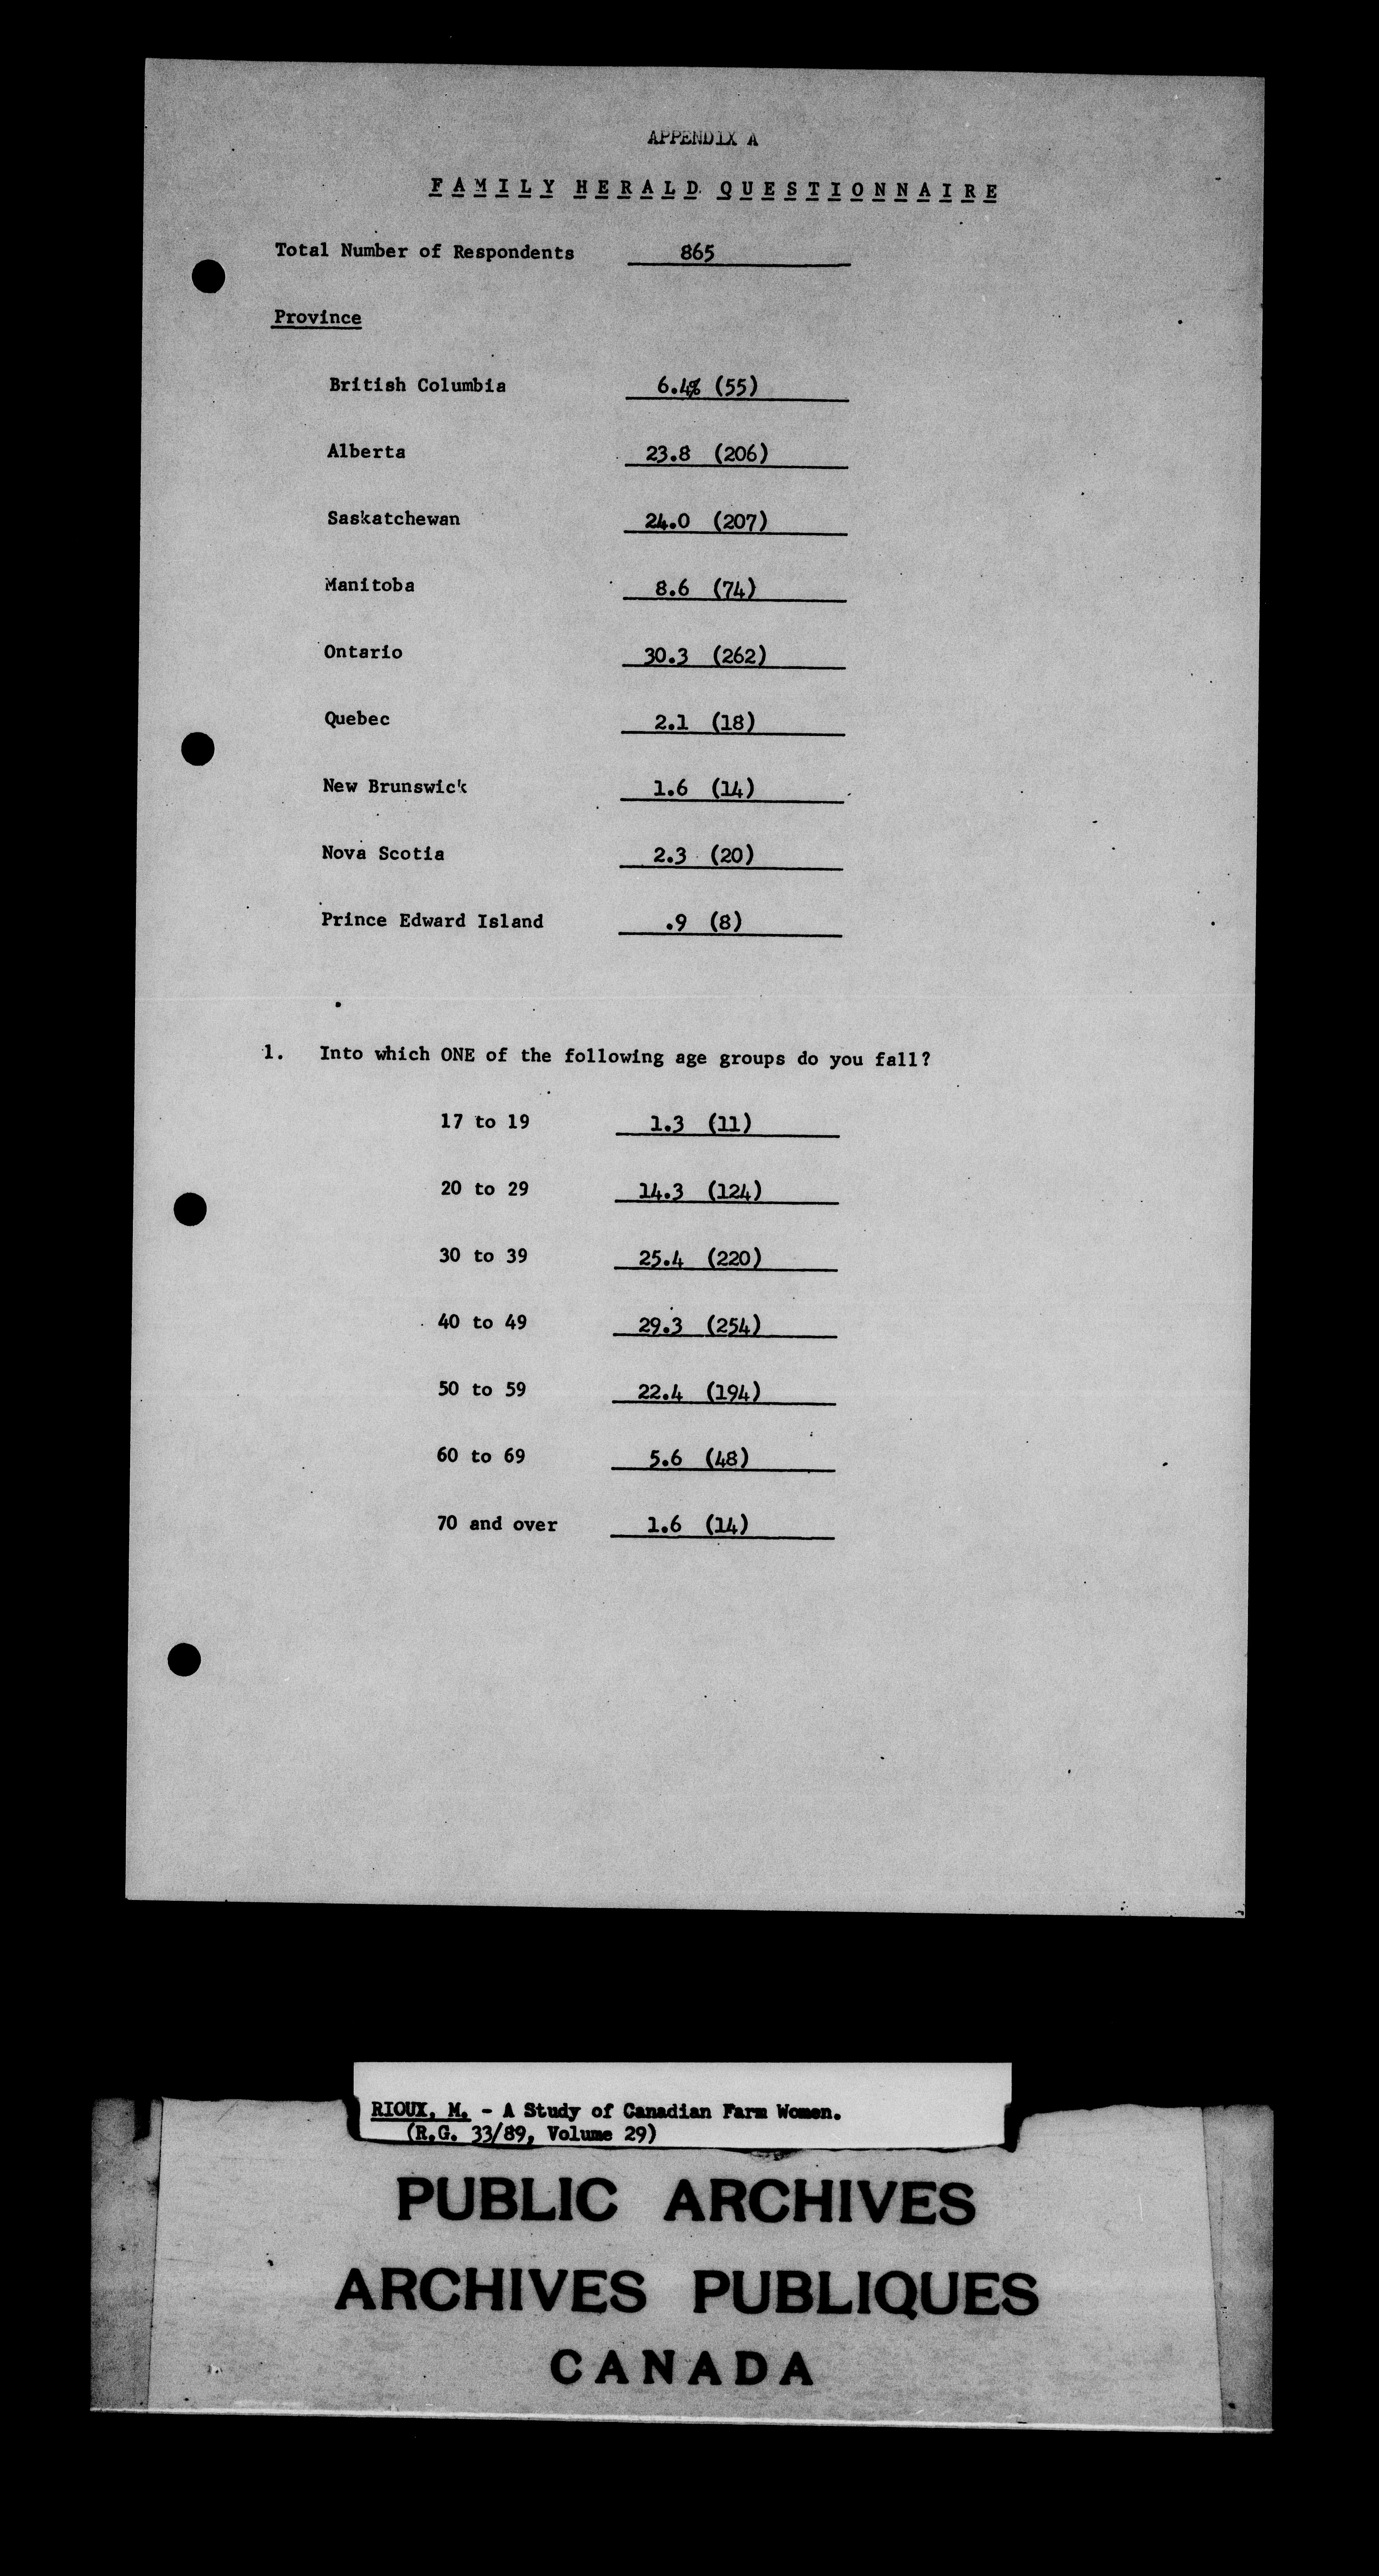 APPENDIX A
FAMILY HERALD QUESTIONNAIRE
Total Number of Respondents 865
Province
British Columbia 6.4% (55)
Alberta 23.8 (206)
Saskatchewan 24.0 (207)
Manitoba 8.6 (74)
Ontario 30.3 (262)
Quebec 2.1 (18)
New Brunswick 1.6 (14)
Nova Scotia 2.3 (20)
Prince Edward Island .9 (8)
1. Into which ONE of the following age groups do you fall?
17 to 19 1.3 (11)
20 to 29 14.3 (124)
30 to 39 25.4 (220)
40 to 49 29.3 (254)
50 to 59 22.4 (194)
60 to 69 5.6 (48)
70 and over 1.6 (14)
RIOUX, M. - A Study of Canadian Farm Women.
(R.G. 33/89, Volume 29)
PUBLIC ARCHIVES
ARCHIVES PUBLIQUES
CANADA